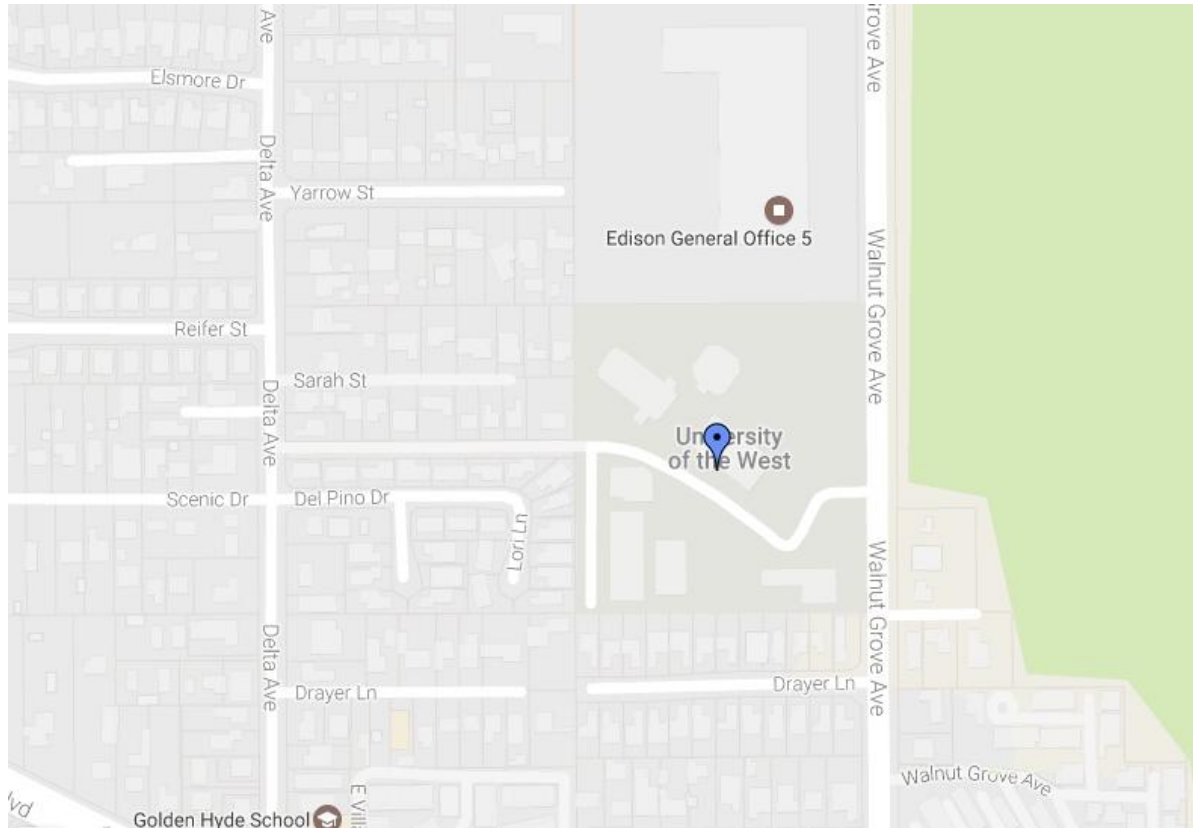 Ave
Grove Ave
Elsmore Dr
Delta Ave
Yarrow St
Edison General Office 5
Walnut Grove Ave
Reifer St
Sarah St
Delta Ave
University
of the West
Scenic Dr
Del Pino Dr
Lori Ln
Walnut Grove Ave
Delta Ave
Drayer Ln
Drayer Ln
Walnut Grove Ave
Golden Hyde School